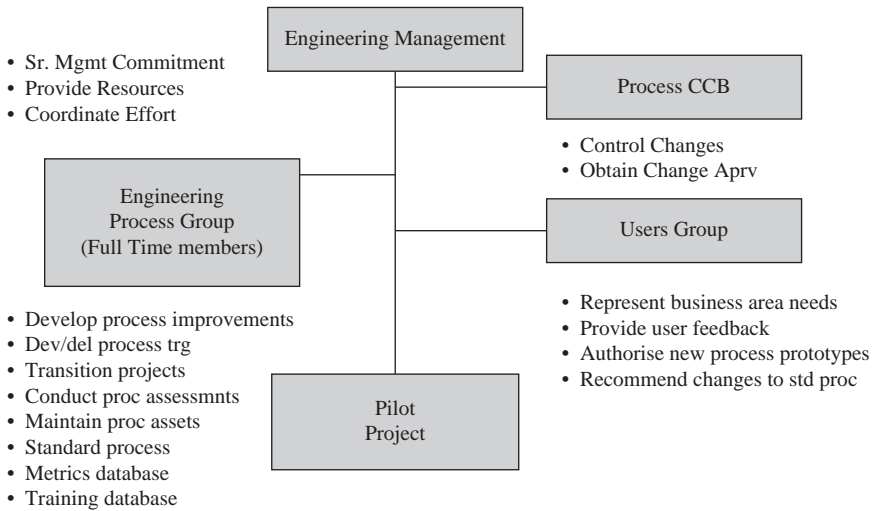 Engineering Management
• Sr. Mgmt Commitment
• Provide Resources
• Coordinate Effort
Process CCB
• Control Changes
• Obtain Change Aprv
Engineering
Process Group
(Full Time members)
Users Group
• Represent business area needs
• Provide user feedback
• Authorise new process prototypes
• Recommend changes to std proc
• Develop process improvements
• Dev/del process trg
• Transition projects
• Conduct proc assessmnts
• Maintain proc assets
• Standard process
• Metrics database
• Training database
Pilot
Project